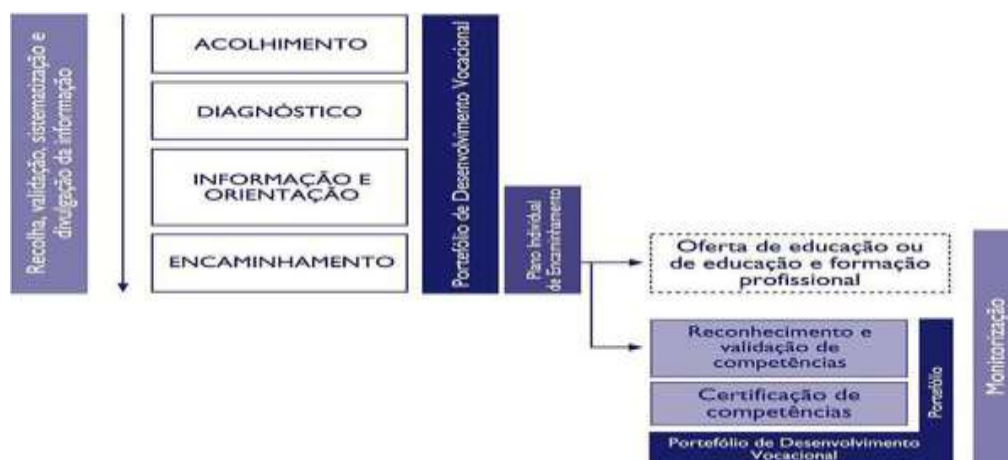 Recolha, validação, sistematização e
divulgação da informação
ACOLHIMENTO
DIAGNÓSTICO
INFORMAÇÃO E
ORIENTAÇÃO
ENCAMINHAMENTO
Portefólio de Desenvolvimento Vocacional
Plano Individual
de Encaminhamento
Oferta de educação ou
de educação e formação
profissional
Reconhecimento e
validação de
competências
Certificação de
competências
Portefólio
Portefólio de Desenvolvimento
Vocacional
Monitorização